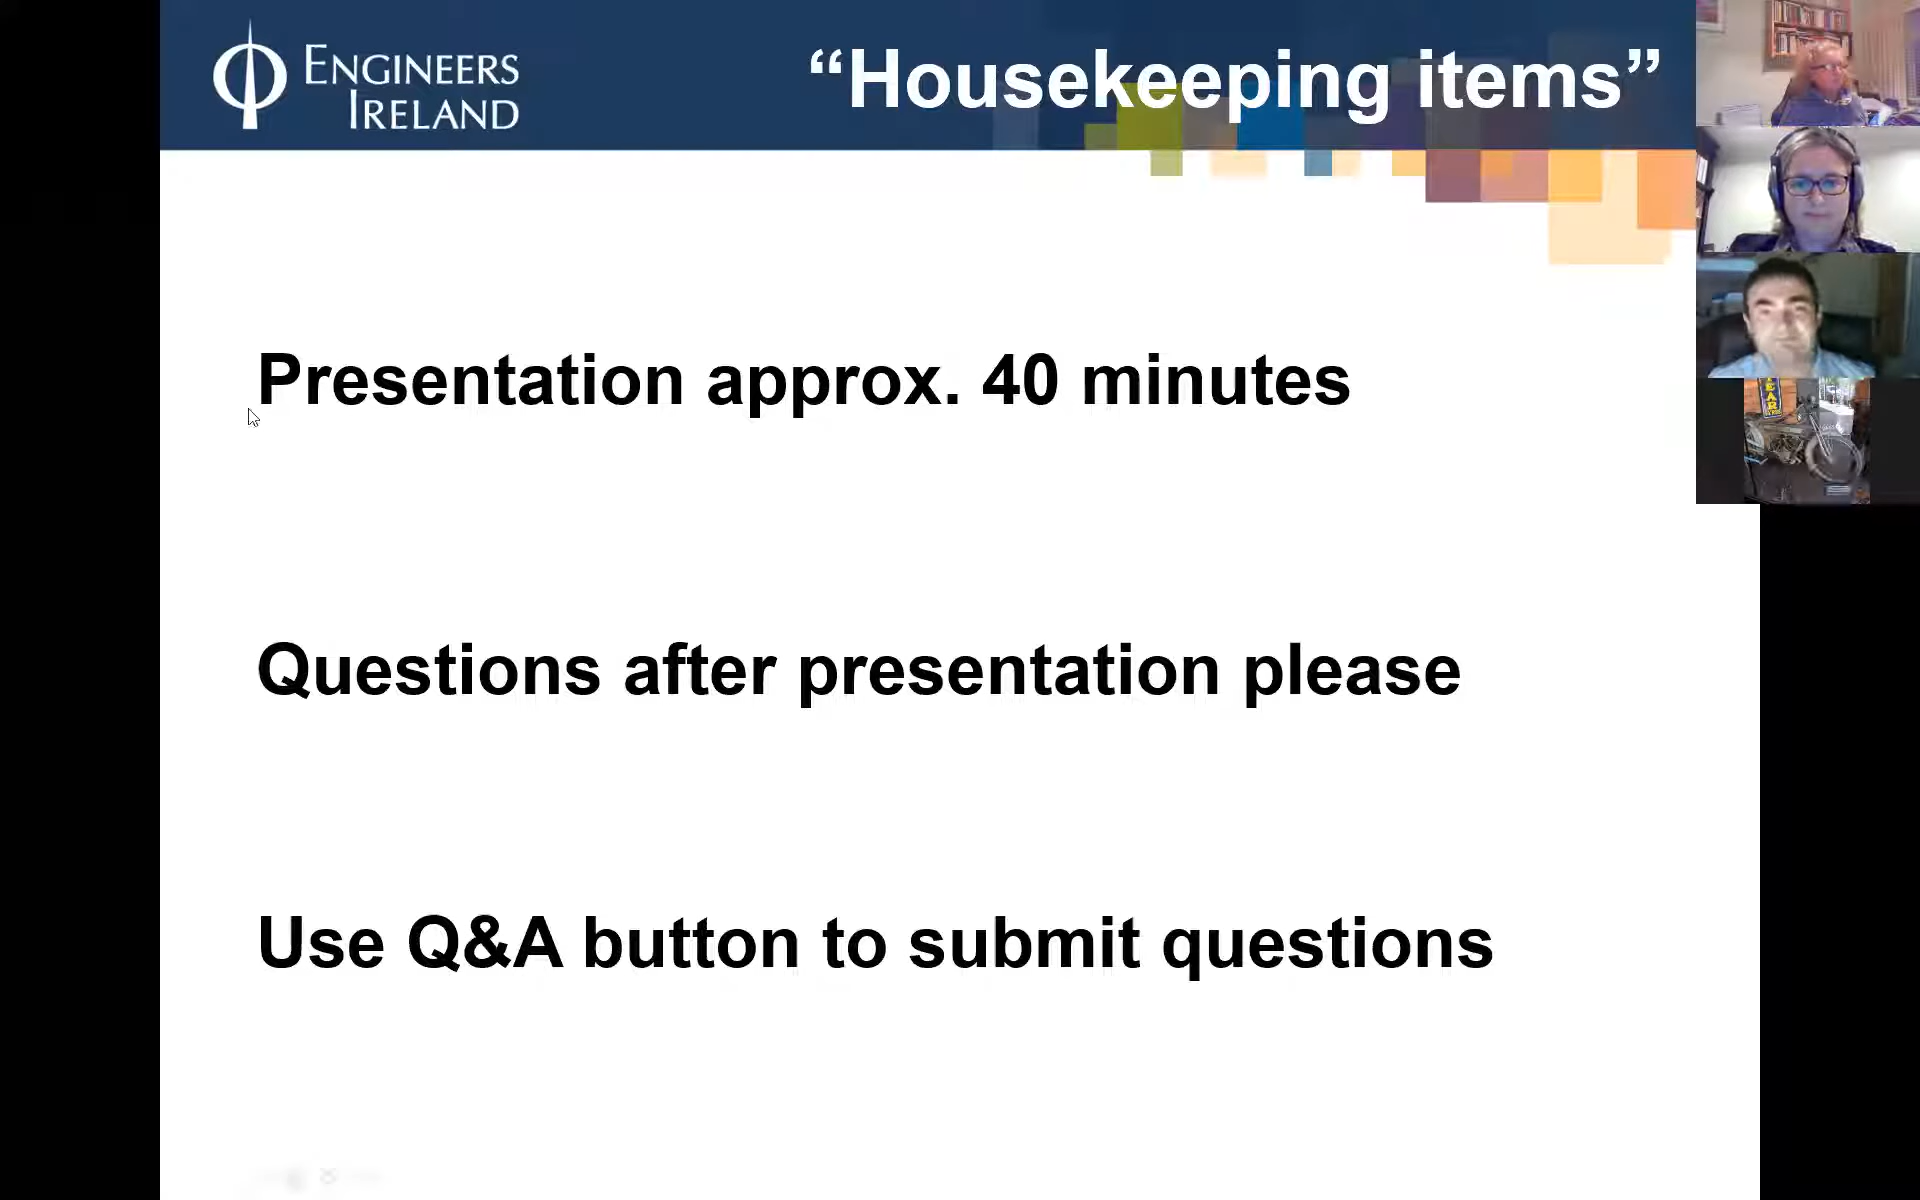 ENGINEERS
IRELAND
“Housekeeping items”
Presentation approx. 40 minutes
Questions after presentation please
Use Q&A button to submit questions